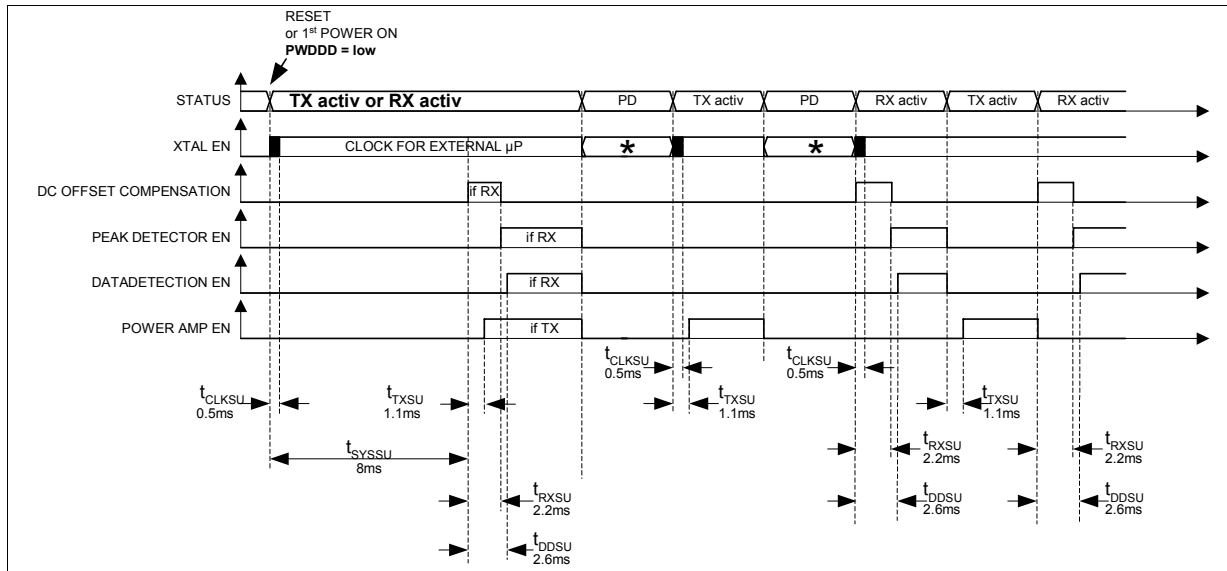 RESET
or 1st POWER ON
PWDDD = low
STATUS
TX activ or RX activ
PD
TX activ
PD
RX activ
TX activ
RX activ
XTAL EN
CLOCK FOR EXTERNAL µP
*
*
DC OFFSET COMPENSATION
if RX
PEAK DETECTOR EN
if RX
DATADETECTION EN
if RX
POWER AMP EN
if TX
tCLKSU
0.5ms
tTXSU
1.1ms
tCLKSU
0.5ms
tTXSU
1.1ms
tCLKSU
0.5ms
tTXSU
1.1ms
tSYSSU
8ms
tRXSU
2.2ms
tDDSU
2.6ms
tRXSU
2.2ms
tDDSU
2.6ms
tRXSU
2.2ms
tDDSU
2.6ms